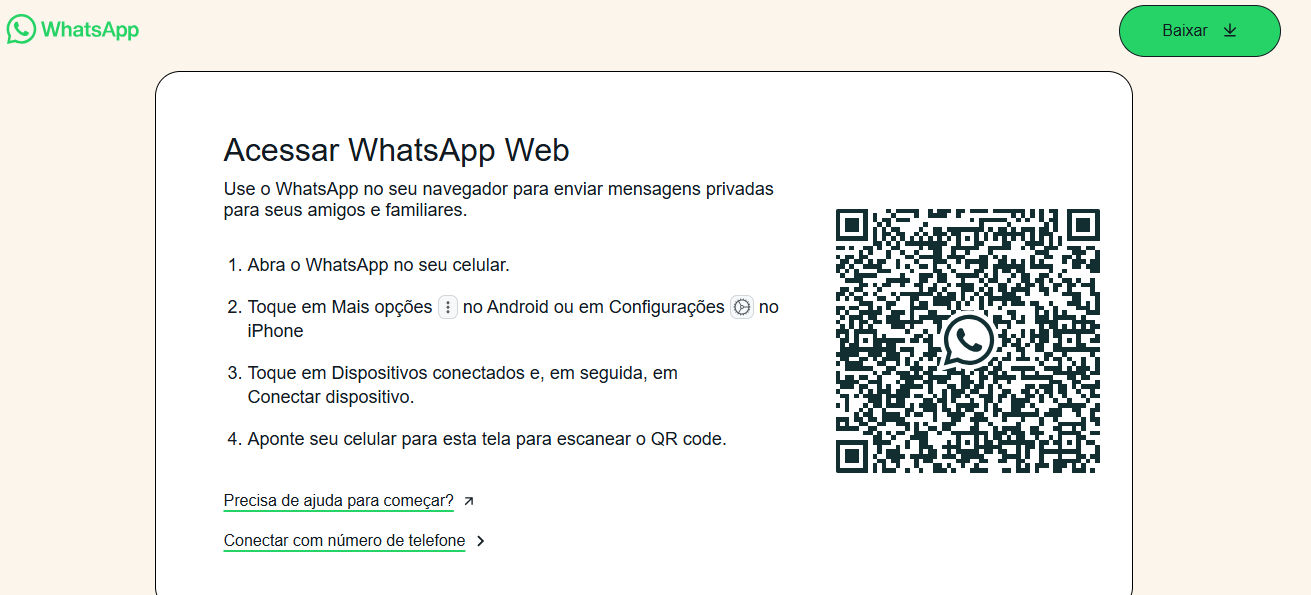 WhatsApp
Baixar
Acessar WhatsApp Web
Use o WhatsApp no seu navegador para enviar mensagens privadas
para seus amigos e familiares.
1. Abra o WhatsApp no seu celular.
2. Toque em Mais opções no Android ou em Configurações no
iPhone
3. Toque em Dispositivos conectados e, em seguida, em
Conectar dispositivo.
4. Aponte seu celular para esta tela para escanear o QR code.
Precisa de ajuda para começar?
Conectar com número de telefone